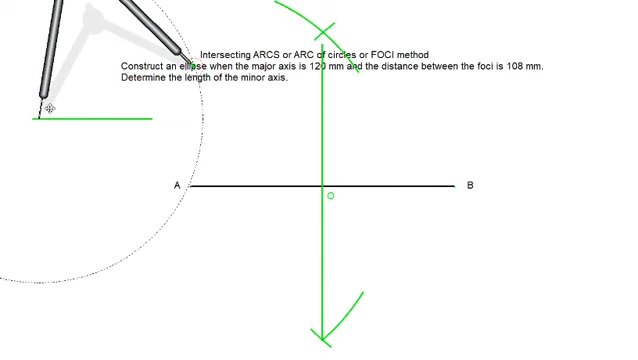 Intersecting ARCS or ARC of circles or FOCI method
Construct an ellipse when the major axis is 120 mm and the distance between the foci is 108 mm.
Determine the length of the minor axis.
A
B
O